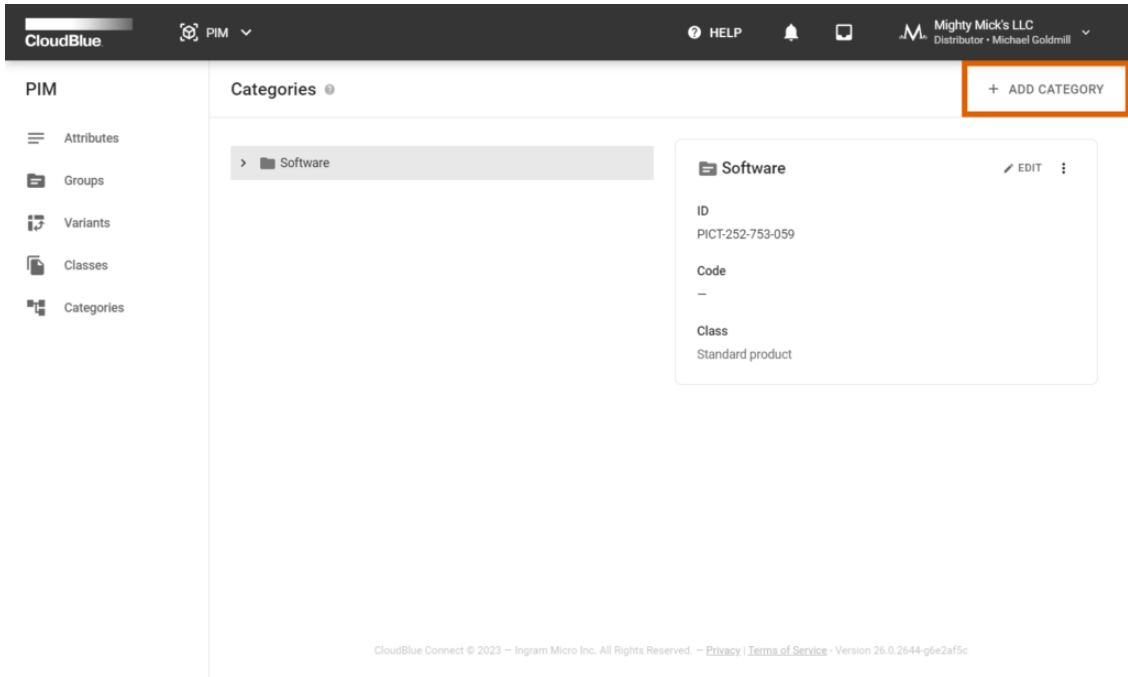 CloudBlue
PIM
HELP
Mighty Mick's LLC
Distributor • Michael Goldmill
PIM
Categories
+ ADD CATEGORY
Attributes
Groups
Variants
Classes
Categories
Software
Software
EDIT
ID
PICT-252-753-059
Code
—
Class
Standard product
CloudBlue Connect © 2023 — Ingram Micro Inc. All Rights Reserved. — Privacy | Terms of Service - Version 26.0.2644-g6e2af5c